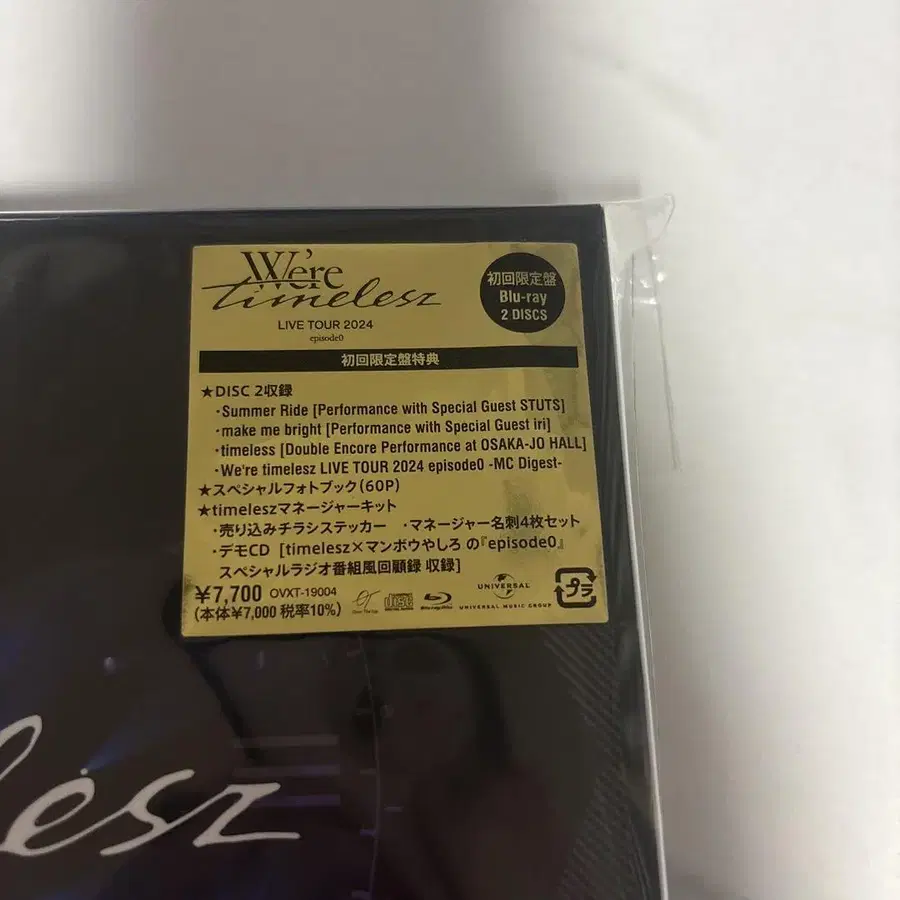 We're
timelesz
LIVE TOUR 2024
episode0
初回限定盤
Blu-ray
2 DISCS
初回限定盤特典
★DISC 2収録
・Summer Ride [Performance with Special Guest STUTS]
・make me bright [Performance with Special Guest iri]
・timeless [Double Encore Performance at OSAKA-JO HALL]
・We're timelesz LIVE TOUR 2024 episode0 -MC Digest-
★スペシャルフォトブック(60P)
★timeleszマネージャーキット
・売り込みチラシステッカー ・マネージャー名刺4枚セット
・デモCD [timelesz×マンボウやしろ の『episode0』
スペシャルラジオ番組風回顧録 収録]
¥7,700 OVXT-19004
(本体¥7,000 税率10%)
disc
Blu-ray Disc
UNIVERSAL
UNIVERSAL MUSIC GROUP
プラ
lesz